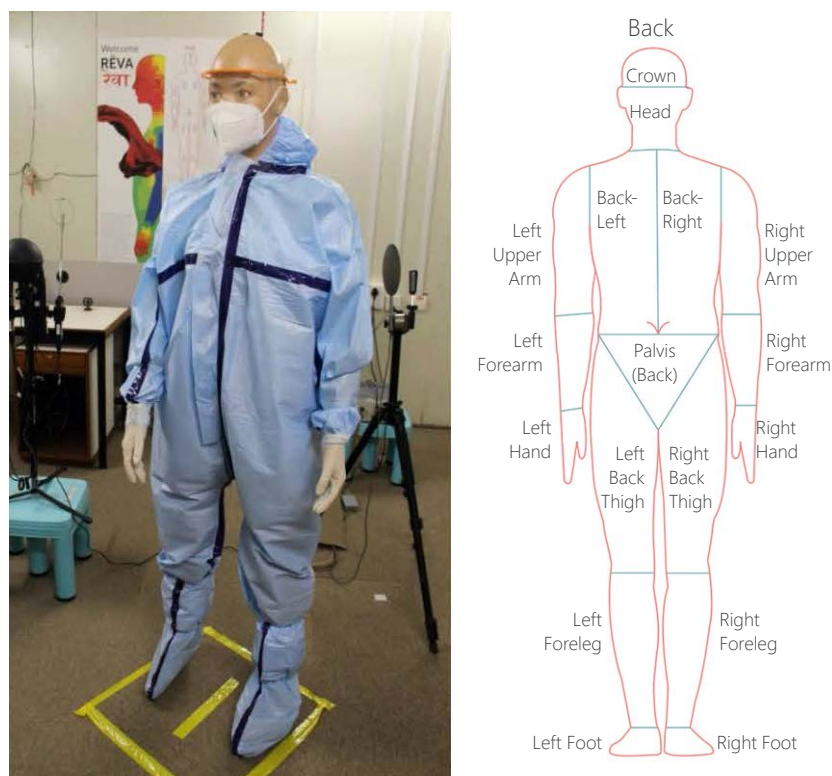 Welcome
RĒVA
रेवा
Back
Crown
Head
Back-
Left
Back-
Right
Left
Upper
Arm
Right
Upper
Arm
Left
Forearm
Palvis
(Back)
Right
Forearm
Left
Hand
Right
Hand
Left
Back
Thigh
Right
Back
Thigh
Left
Foreleg
Right
Foreleg
Left Foot
Right Foot